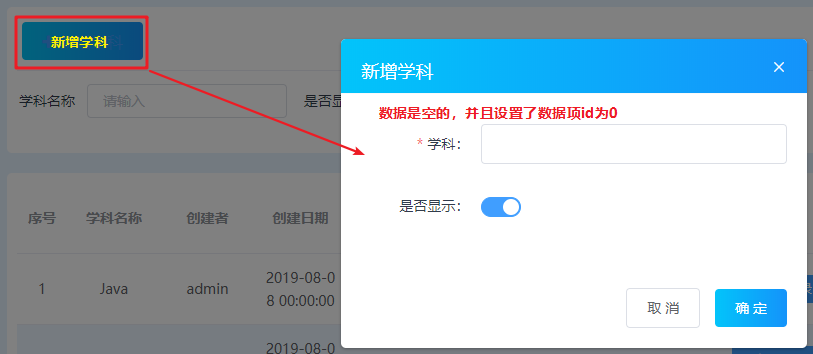 新增学科
学科名称 请输入 是否显
序号 学科名称 创建者 创建日期
1 Java admin 2019-08-0
8 00:00:00
2019-08-0
新增学科 ×
数据是空的，并且设置了数据项id为0
* 学科：
是否显示：
取 消 确 定